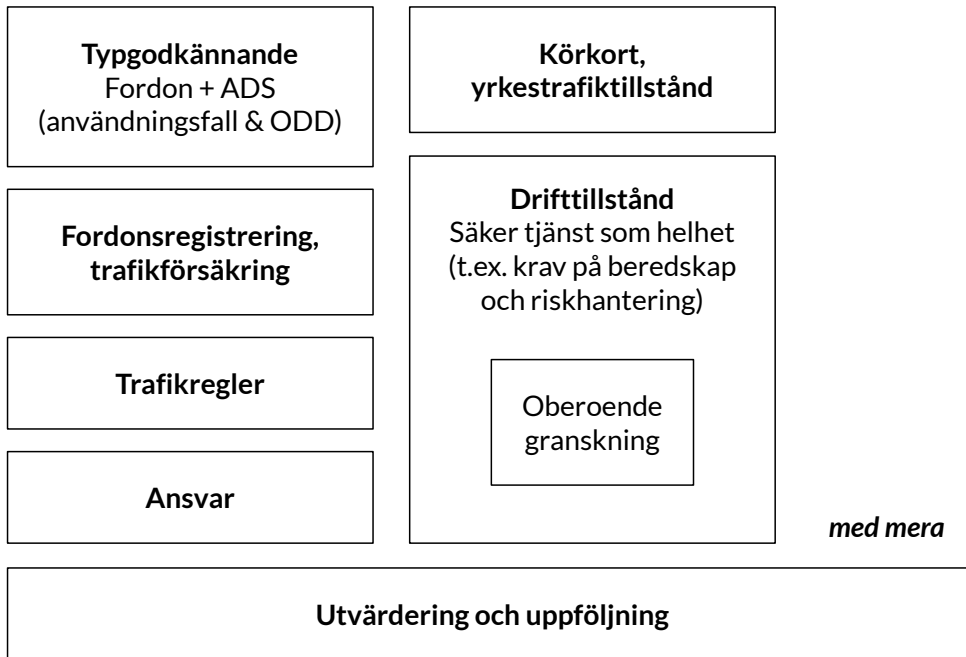 Typgodkännande
Fordon + ADS
(användningsfall & ODD)
Fordonsregistrering,
trafikförsäkring
Trafikregler
Ansvar
Körkort,
yrkestrafiktillstånd
Drifttillstånd
Säker tjänst som helhet
(t.ex. krav på beredskap
och riskhantering)
Oberoende
granskning
med mera
Utvärdering och uppföljning